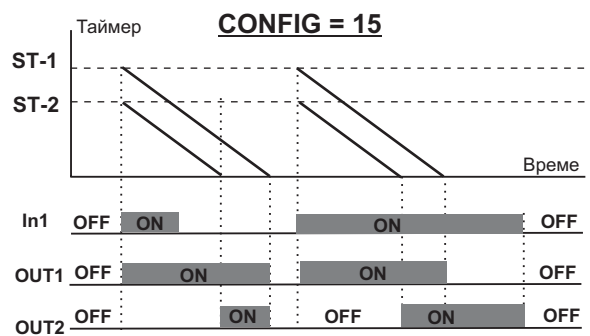 Таймер CONFIG = 15
ST-1
ST-2
Време
In1 OFF ON ON OFF
OUT1 OFF ON ON OFF
OUT2 OFF ON OFF ON OFF